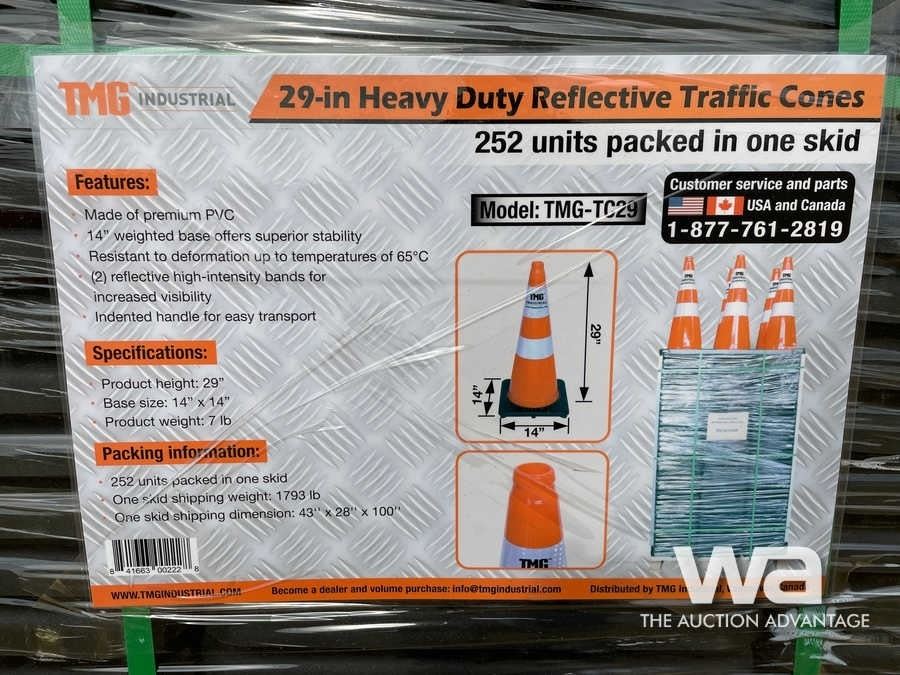 TMG INDUSTRIAL
29-in Heavy Duty Reflective Traffic Cones
252 units packed in one skid
Features:
Made of premium PVC
14" weighted base offers superior stability
Resistant to deformation up to temperatures of 65°C
(2) reflective high-intensity bands for
increased visibility
Indented handle for easy transport
Specifications:
Product height: 29"
Base size: 14" x 14"
Product weight: 7 lb
Packing information:
252 units packed in one skid
One skid shipping weight: 1793 lb
One skid shipping dimension: 43'' x 28'' x 100''
8 41663 00222 8
Model: TMG-TC29
Customer service and parts
USA and Canada
1-877-761-2819
TMG
29"
14"
14"
TMG
WWW.TMGINDUSTRIAL.COM
Become a dealer and volume purchase: info@tmgindustrial.com
Distributed by TMG
wa
THE AUCTION ADVANTAGE